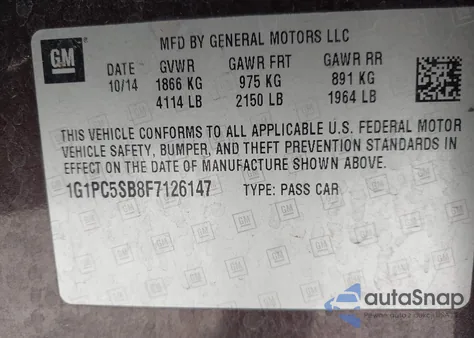 GM
MFD BY GENERAL MOTORS LLC
DATE GVWR GAWR FRT GAWR RR
10/14 1866 KG 975 KG 891 KG
4114 LB 2150 LB 1964 LB
THIS VEHICLE CONFORMS TO ALL APPLICABLE U.S. FEDERAL MOTOR
VEHICLE SAFETY, BUMPER, AND THEFT PREVENTION STANDARDS IN
EFFECT ON THE DATE OF MANUFACTURE SHOWN ABOVE.
1G1PC5SB8F7126147 TYPE: PASS CAR
autaSnap